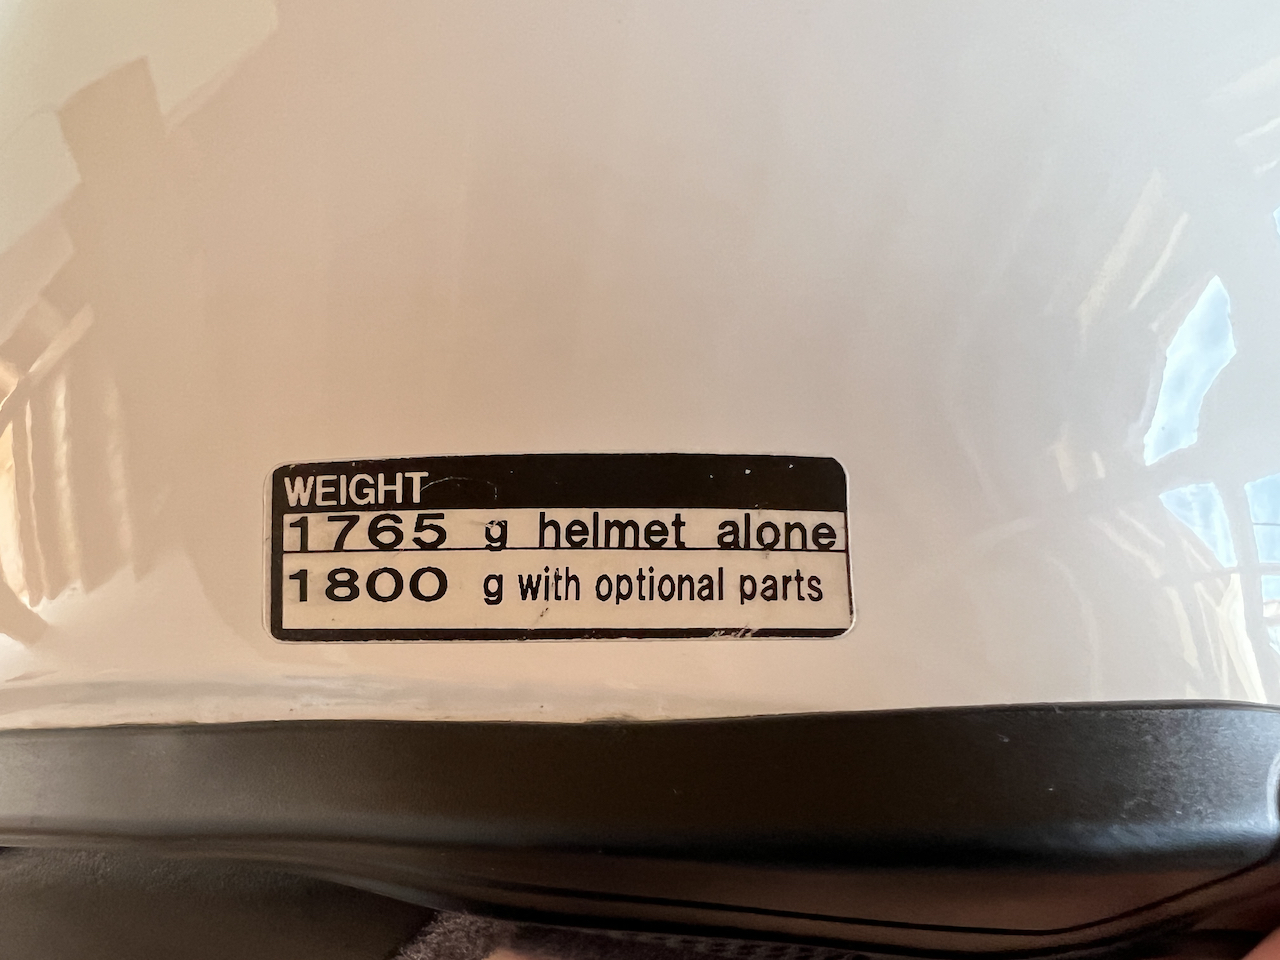 WEIGHT
1765 g helmet alone
1800 g with optional parts